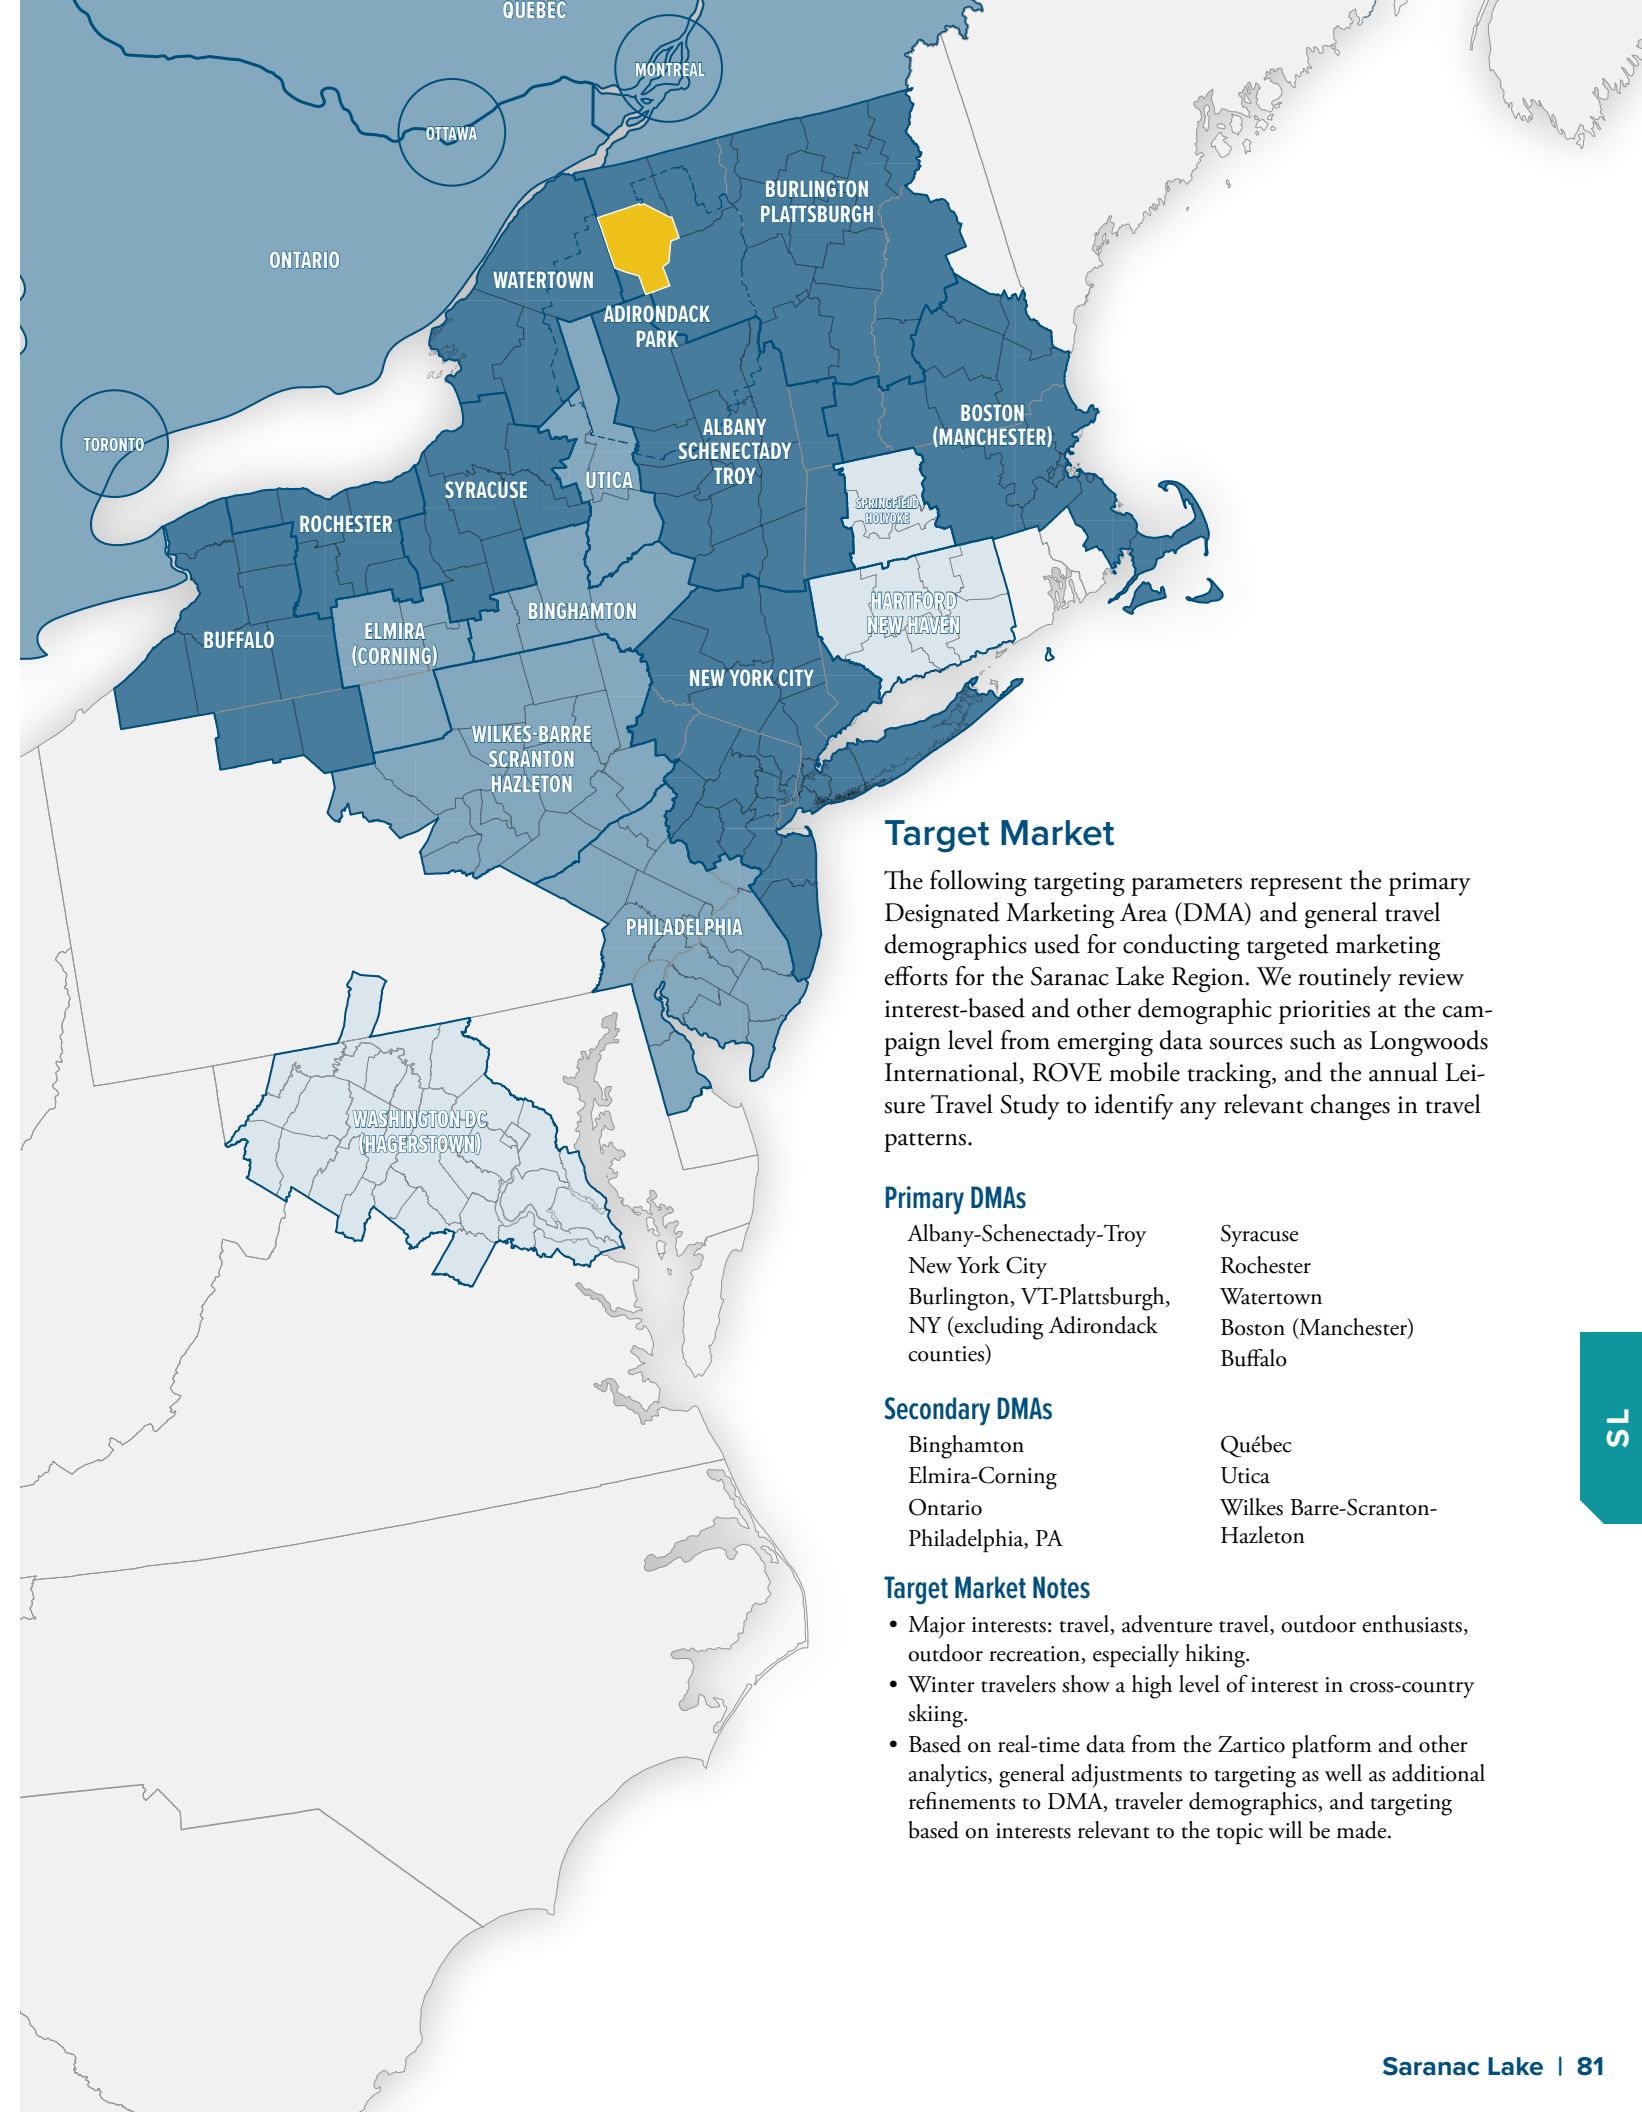 QUEBEC
MONTREAL
OTTAWA
BURLINGTON
PLATTSBURGH
ONTARIO
WATERTOWN
ADIRONDACK
PARK
TORONTO
BOSTON
(MANCHESTER)
ALBANY
SCHENECTADY
TROY
UTICA
SYRACUSE
SPRINGFIELD
HOLYOKE
ROCHESTER
HARTFORD
NEW HAVEN
BINGHAMTON
BUFFALO
ELMIRA
(CORNING)
NEW YORK CITY
WILKES-BARRE
SCRANTON
HAZLETON
PHILADELPHIA
WASHINGTON DC
(HAGERSTOWN)
Target Market
The following targeting parameters represent the primary
Designated Marketing Area (DMA) and general travel
demographics used for conducting targeted marketing
efforts for the Saranac Lake Region. We routinely review
interest-based and other demographic priorities at the cam-
paign level from emerging data sources such as Longwoods
International, ROVE mobile tracking, and the annual Lei-
sure Travel Study to identify any relevant changes in travel
patterns.
Primary DMAs
Albany-Schenectady-Troy
New York City
Burlington, VT-Plattsburgh,
NY (excluding Adirondack
counties)
Syracuse
Rochester
Watertown
Boston (Manchester)
Buffalo
Secondary DMAs
Binghamton
Elmira-Corning
Ontario
Philadelphia, PA
Québec
Utica
Wilkes Barre-Scranton-
Hazleton
Target Market Notes
• Major interests: travel, adventure travel, outdoor enthusiasts,
outdoor recreation, especially hiking.
• Winter travelers show a high level of interest in cross-country
skiing.
• Based on real-time data from the Zartico platform and other
analytics, general adjustments to targeting as well as additional
refinements to DMA, traveler demographics, and targeting
based on interests relevant to the topic will be made.
SL
Saranac Lake | 81